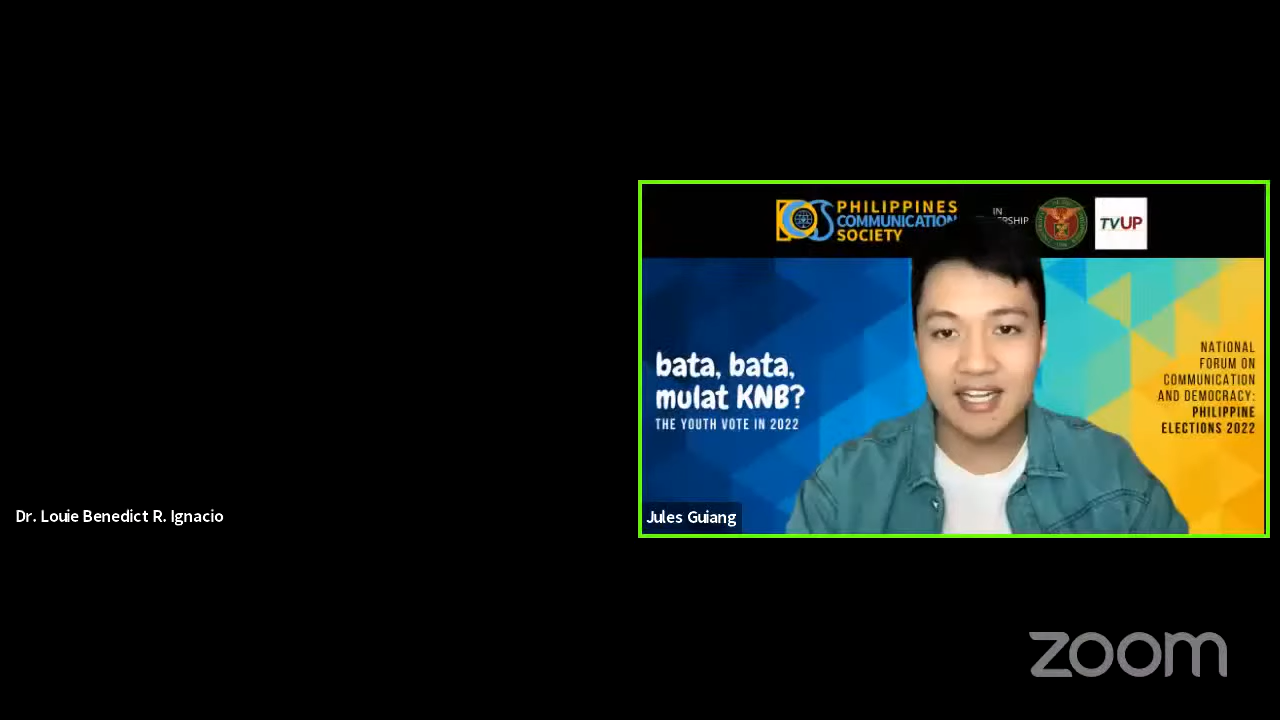 PHILIPPINES
COMMUNICATION
SOCIETY
IN
TVUP
bata, bata,
mulat KNB?
THE YOUTH VOTE IN 2022
NATIONAL
FORUM ON
COMMUNICATION
AND DEMOCRACY:
PHILIPPINE
ELECTIONS 2022
Dr. Louie Benedict R. Ignacio
Jules Guiang
zoom